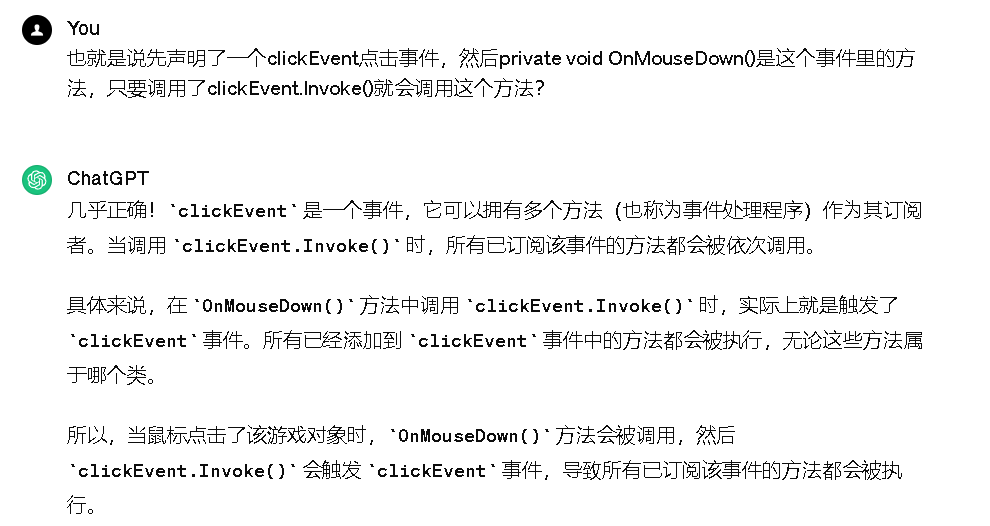 You
也就是说先声明了一个clickEvent点击事件，然后private void OnMouseDown()是这个事件里的方
法，只要调用了clickEvent.Invoke()就会调用这个方法？
ChatGPT
几乎正确！`clickEvent`是一个事件，它可以拥有多个方法（也称为事件处理程序）作为其订阅
者。当调用`clickEvent.Invoke()`时，所有已订阅该事件的方法都会被依次调用。
具体来说，在`OnMouseDown()`方法中调用`clickEvent.Invoke()`时，实际上就是触发了
`clickEvent`事件。所有已经添加到`clickEvent`事件中的方法都会被执行，无论这些方法属
于哪个类。
所以，当鼠标点击了该游戏对象时，`OnMouseDown()`方法会被调用，然后
`clickEvent.Invoke()`会触发`clickEvent`事件，导致所有已订阅该事件的方法都会被执
行。